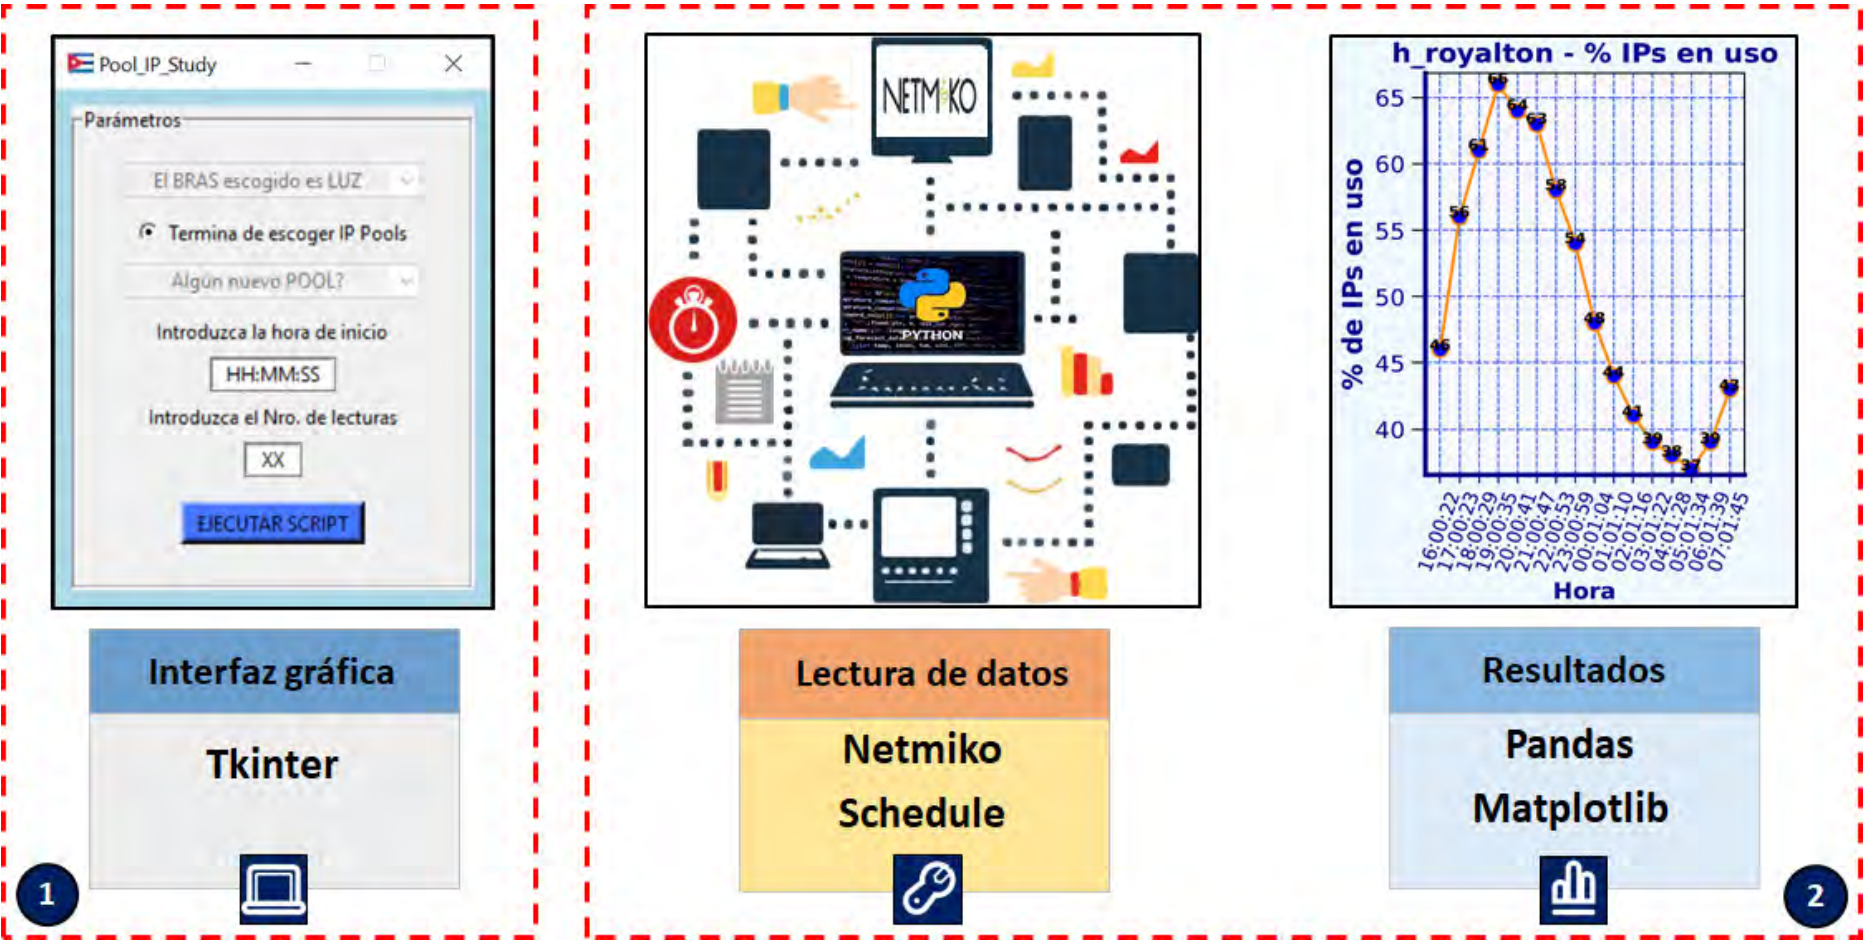 Pool_IP_Study
Parámetros
El BRAS escogido es LUZ
Termina de escoger IP Pools
Algún nuevo POOL?
Introduzca la hora de inicio
HH:MM:SS
Introduzca el Nro. de lecturas
XX
EJECUTAR SCRIPT
Interfaz gráfica
Tkinter
1
NETMIKO
PYTHON
Lectura de datos
Netmiko
Schedule
h_royalton - % IPs en uso
% de IPs en uso
65
60
55
50
45
40
46
56
61
66
64
63
58
54
48
44
41
39
38
37
39
43
16:00:22
17:00:23
18:00:29
19:00:35
20:00:41
21:00:47
22:00:53
23:00:59
00:01:04
01:01:10
02:01:16
03:01:22
04:01:28
05:01:34
06:01:39
07:01:45
Hora
Resultados
Pandas
Matplotlib
2